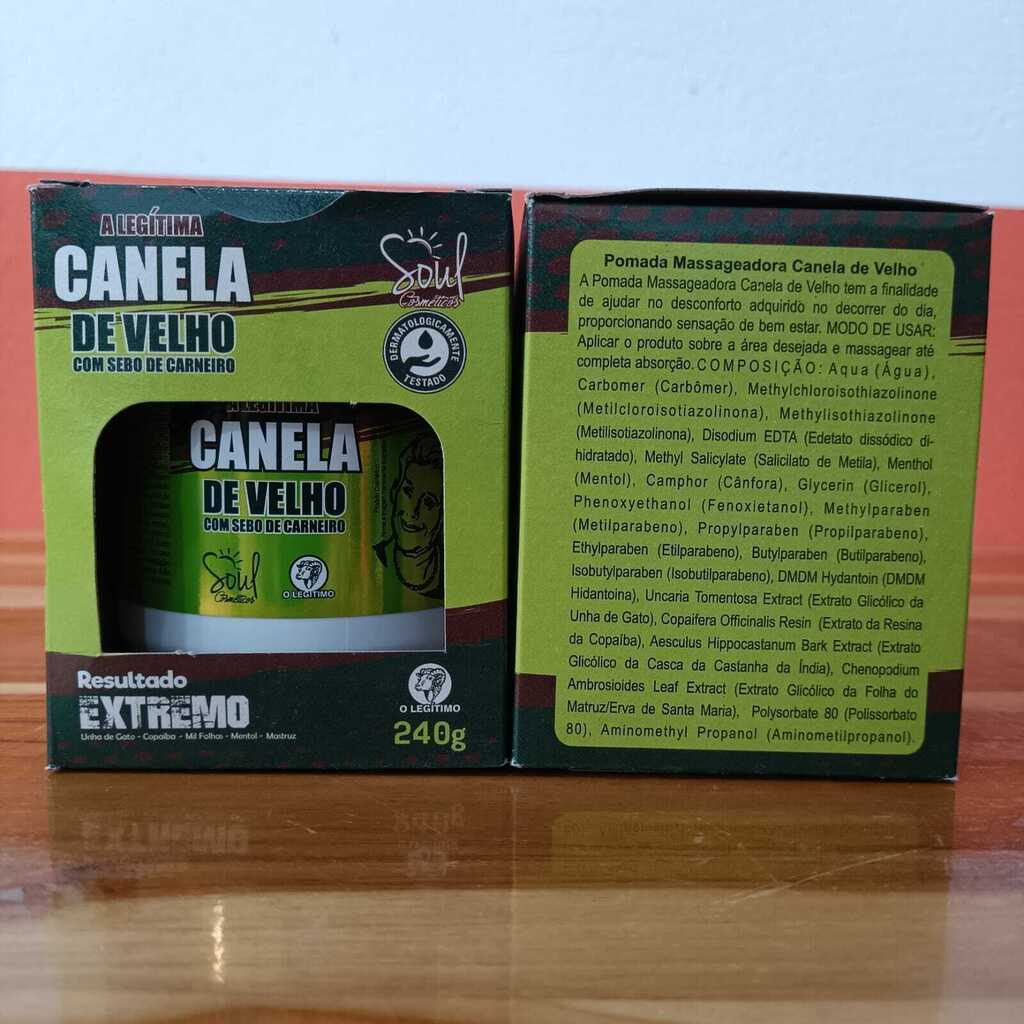 A LEGÍTIMA
CANELA
DE VELHO
COM SEBO DE CARNEIRO
Soul
Cosméticos
DERMATOLOGICAMENTE
TESTADO
A LEGÍTIMA
CANELA
DE VELHO
COM SEBO DE CARNEIRO
Soul
Cosméticos
O LEGÍTIMO
Resultado
EXTREMO
Unha de Gato - Copaíba - Mil Folhas - Mentol - Mastruz
O LEGÍTIMO
240g
Pomada Massageadora Canela de Velho
A Pomada Massageadora Canela de Velho tem a finalidade
de ajudar no desconforto adquirido no decorrer do dia,
proporcionando sensação de bem estar. MODO DE USAR:
Aplicar o produto sobre a área desejada e massagear até
completa absorção. COMPOSIÇÃO: Aqua (Água),
Carbomer (Carbômer), Methylchloroisothiazolinone
(Metilcloroisotiazolinona), Methylisothiazolinone
(Metilisotiazolinona), Disodium EDTA (Edetato dissódico di-
hidratado), Methyl Salicylate (Salicilato de Metila), Menthol
(Mentol), Camphor (Cânfora), Glycerin (Glicerol),
Phenoxyethanol (Fenoxietanol), Methylparaben
(Metilparabeno), Propylparaben (Propilparabeno),
Ethylparaben (Etilparabeno), Butylparaben (Butilparabeno),
Isobutylparaben (Isobutilparabeno), DMDM Hydantoin (DMDM
Hidantoína), Uncaria Tomentosa Extract (Extrato Glicólico da
Unha de Gato), Copaifera Officinalis Resin (Extrato da Resina
da Copaíba), Aesculus Hippocastanum Bark Extract (Extrato
Glicólico da Casca da Castanha da Índia), Chenopodium
Ambrosioides Leaf Extract (Extrato Glicólico da Folha do
Matruz/Erva de Santa Maria), Polysorbate 80 (Polissorbato
80), Aminomethyl Propanol (Aminometilpropanol).